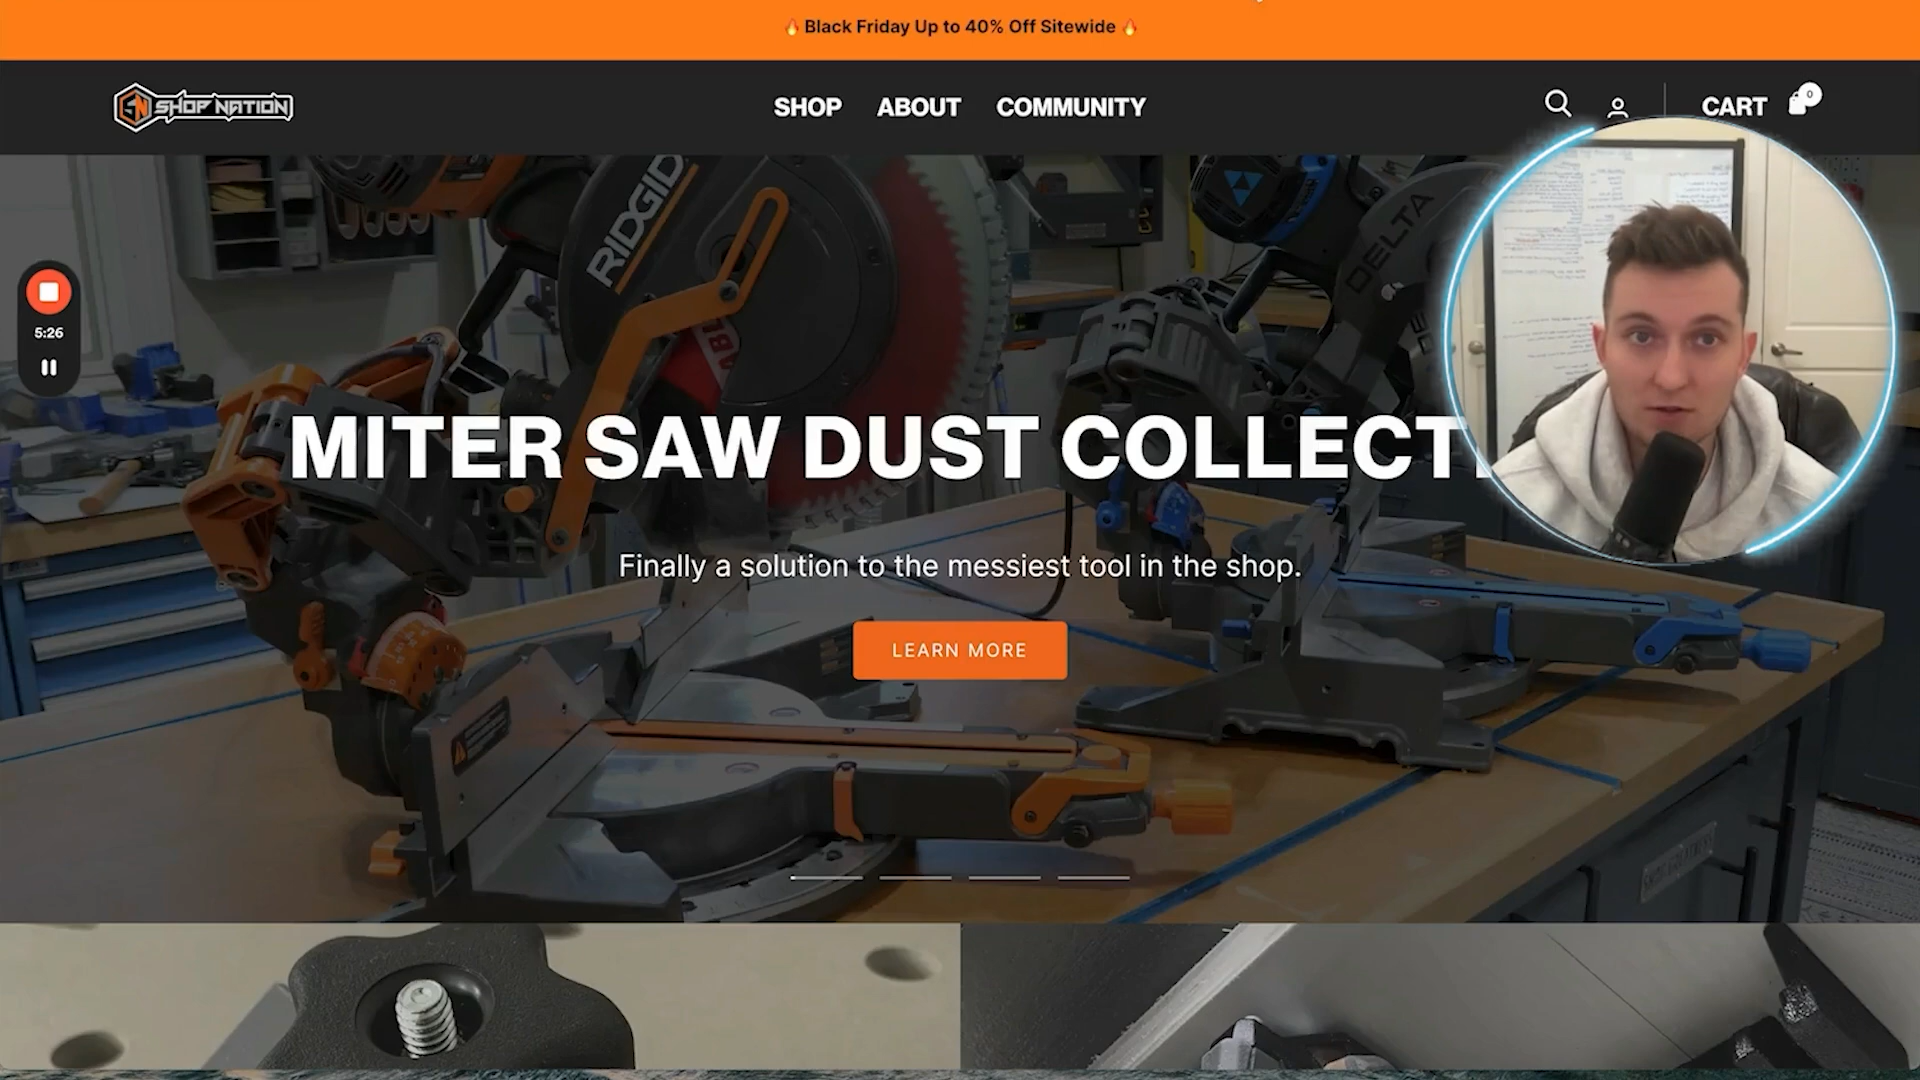 🔥 Black Friday Up to 40% Off Sitewide 🔥
SN SHOP NATION
SHOP
ABOUT
COMMUNITY
CART
0
RIDGID
DELTA
5:26
MITER SAW DUST COLLECT
Finally a solution to the messiest tool in the shop.
LEARN MORE